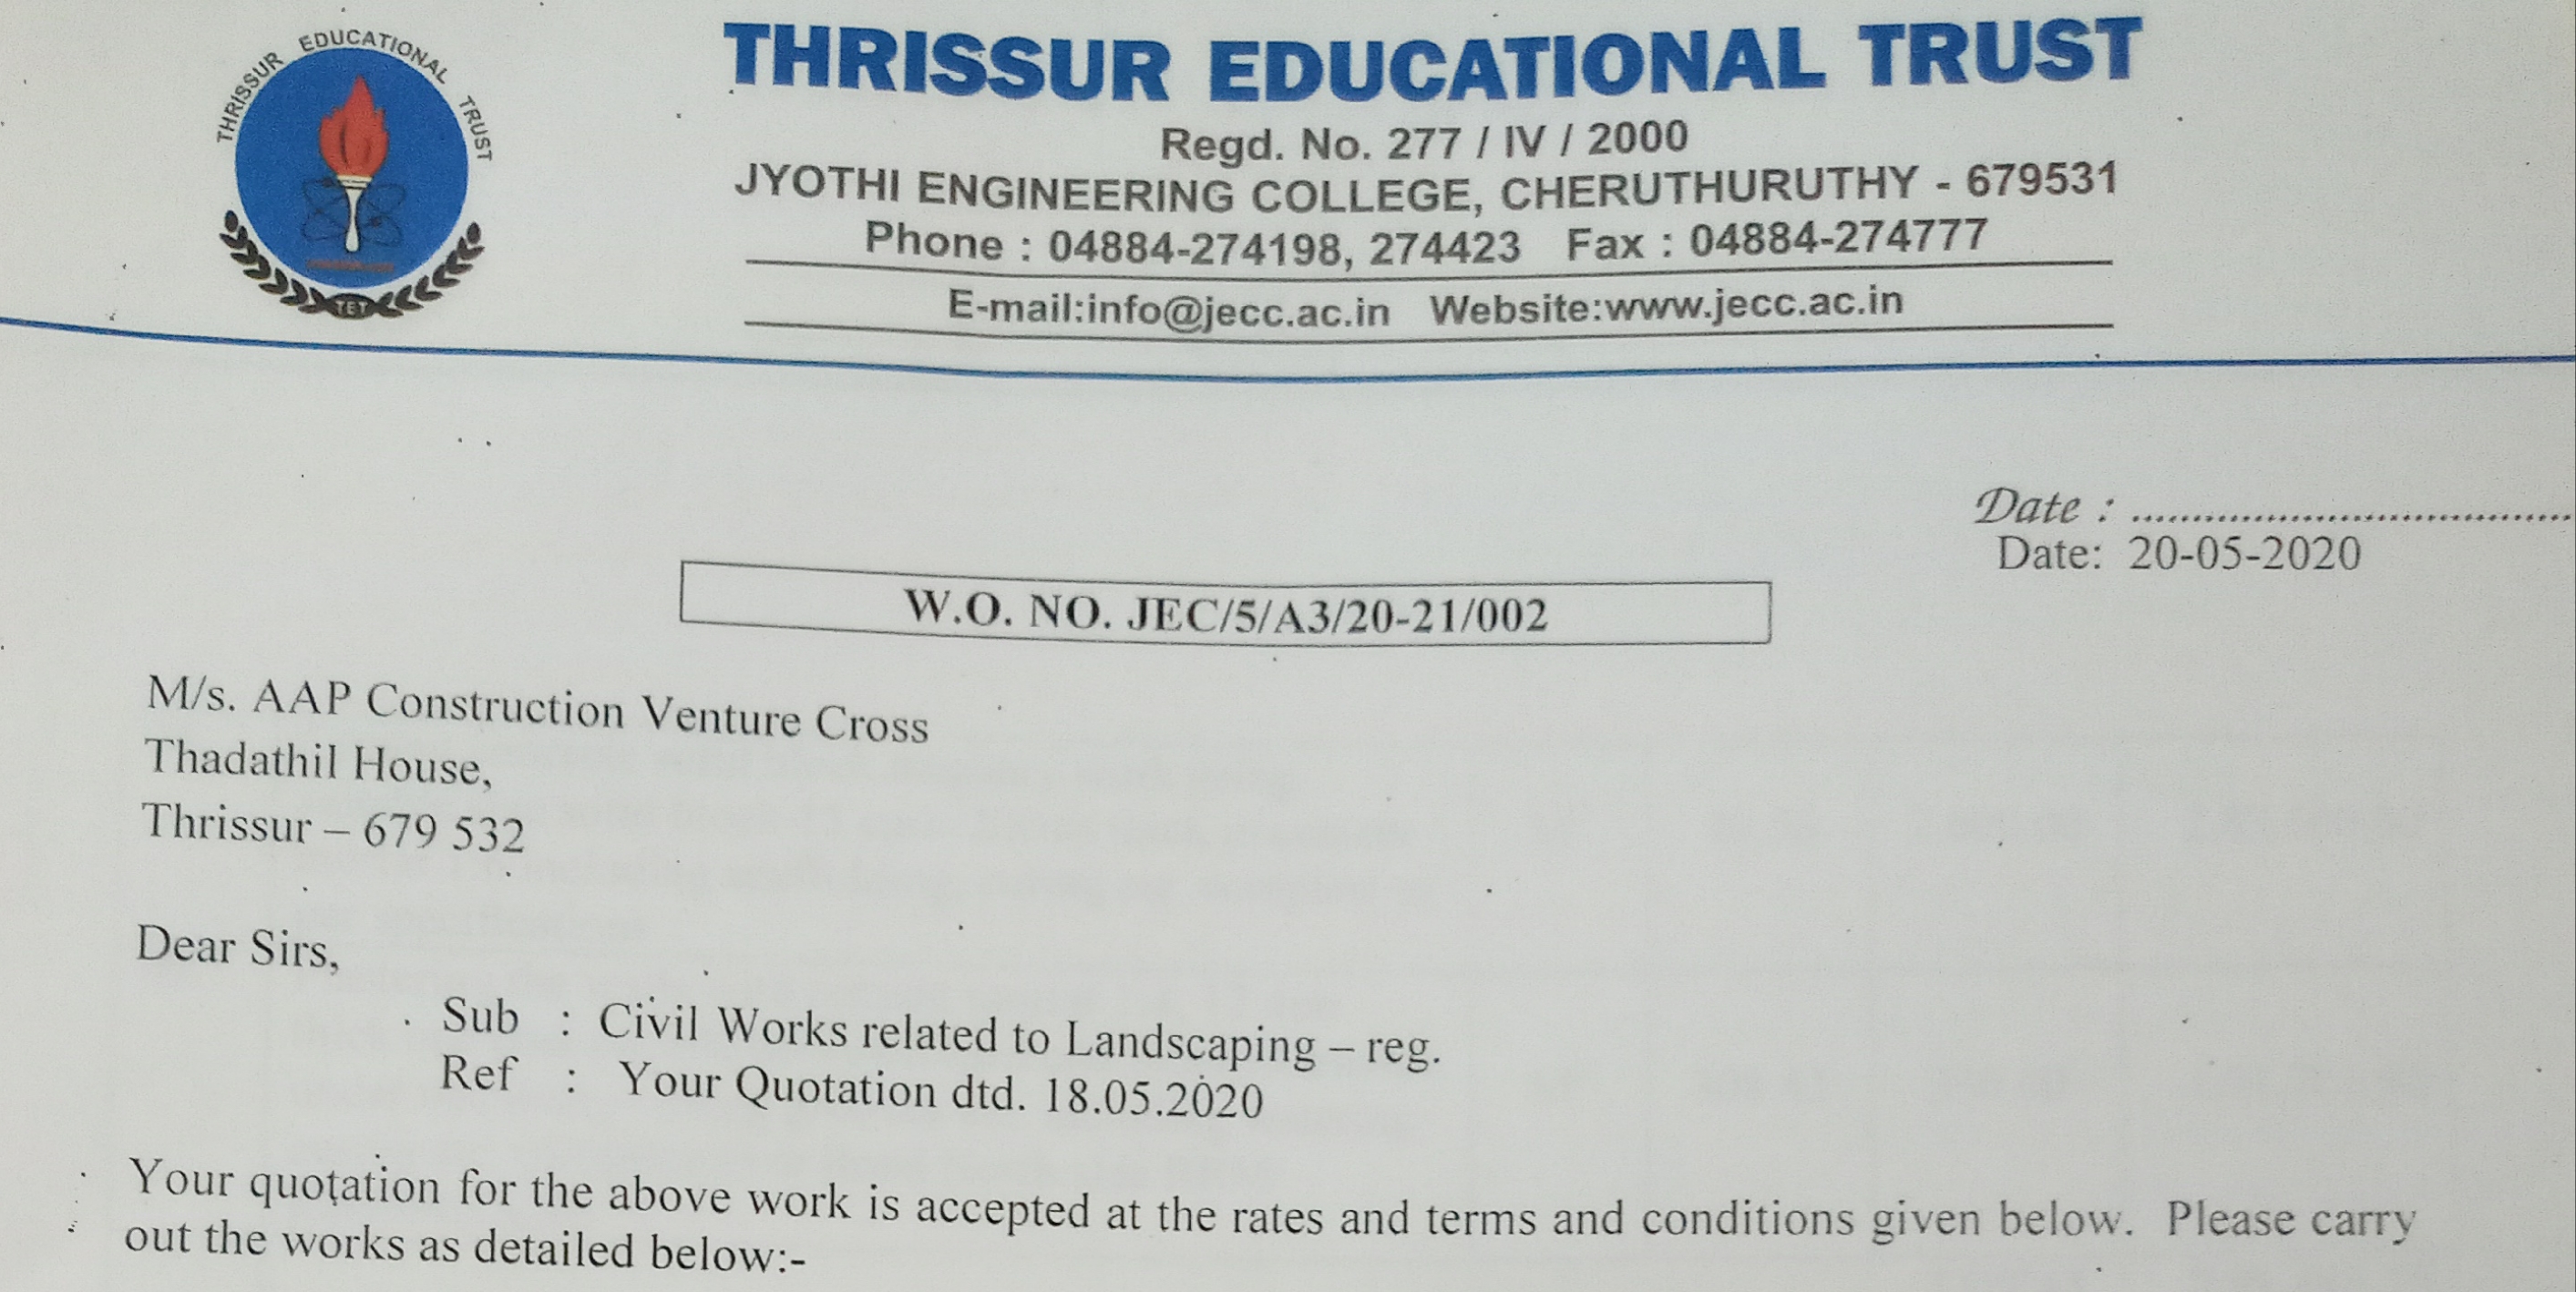 THRISSUR EDUCATIONAL TRUST
TET
THRISSUR EDUCATIONAL TRUST
Regd. No. 277 / IV / 2000
JYOTHI ENGINEERING COLLEGE, CHERUTHURUTHY - 679531
Phone : 04884-274198, 274423 Fax : 04884-274777
E-mail:info@jecc.ac.in Website:www.jecc.ac.in
Date : ....................................
Date: 20-05-2020
W.O. NO. JEC/5/A3/20-21/002
M/s. AAP Construction Venture Cross
Thadathil House,
Thrissur – 679 532
Dear Sirs,
Sub : Civil Works related to Landscaping – reg.
Ref : Your Quotation dtd. 18.05.2020
Your quotation for the above work is accepted at the rates and terms and conditions given below. Please carry
out the works as detailed below:-